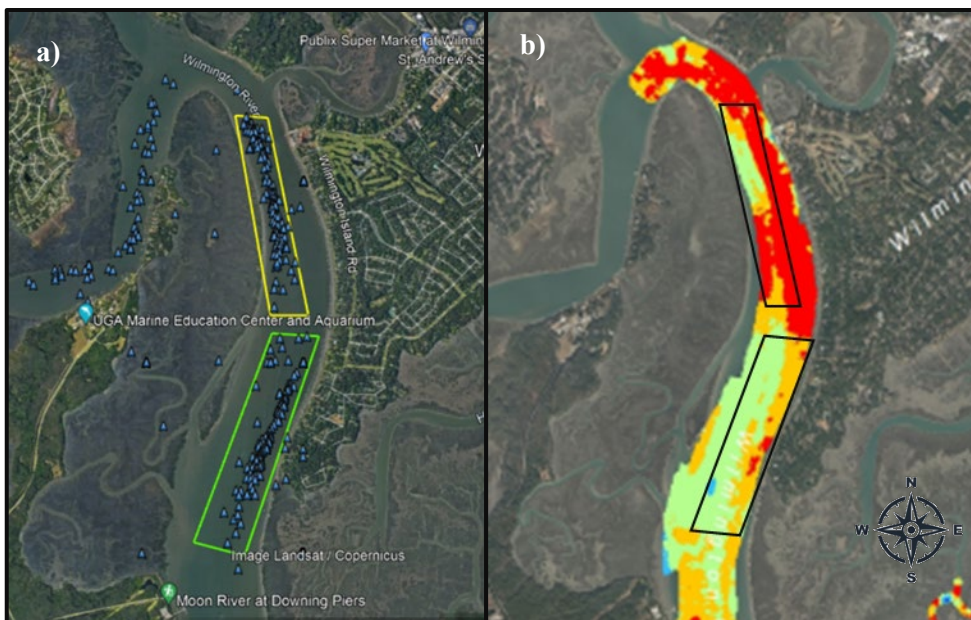 a)
Publix Super Market at Wilming
St. Andrew's S
Wilmington River
Wilmington Island Rd
W
UGA Marine Education Center and Aquarium
Image Landsat / Copernicus
Moon River at Downing Piers
b)
Wilmin
N
W
E
S